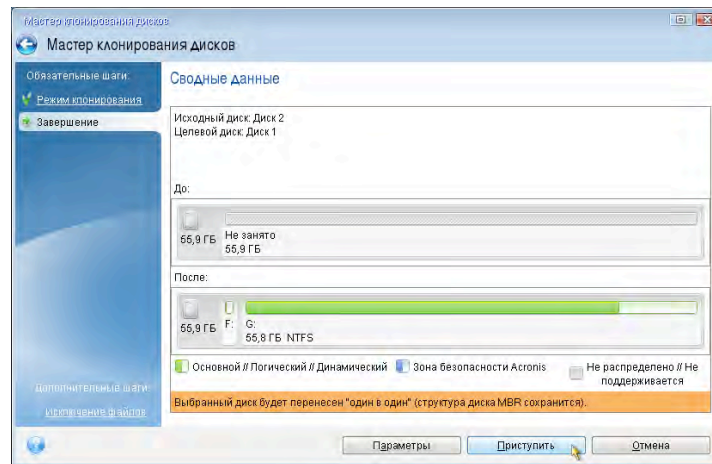 Мастер клонирования дисков
Мастер клонирования дисков
Обязательные шаги:
Режим клонирования
Завершение
Сводные данные
Исходный диск: Диск 2
Целевой диск: Диск 1
До:
55,9 ГБ
Не занято
55,9 ГБ
После:
55,9 ГБ
F:
G:
55,8 ГБ NTFS
Основной // Логический // Динамический
Зона безопасности Acronis
Не распределено // Не
поддерживается
Выбранный диск будет перенесен "один в один" (структура диска MBR сохранится).
Дополнительные шаги:
Исключение файлов
Параметры
Приступить
Отмена